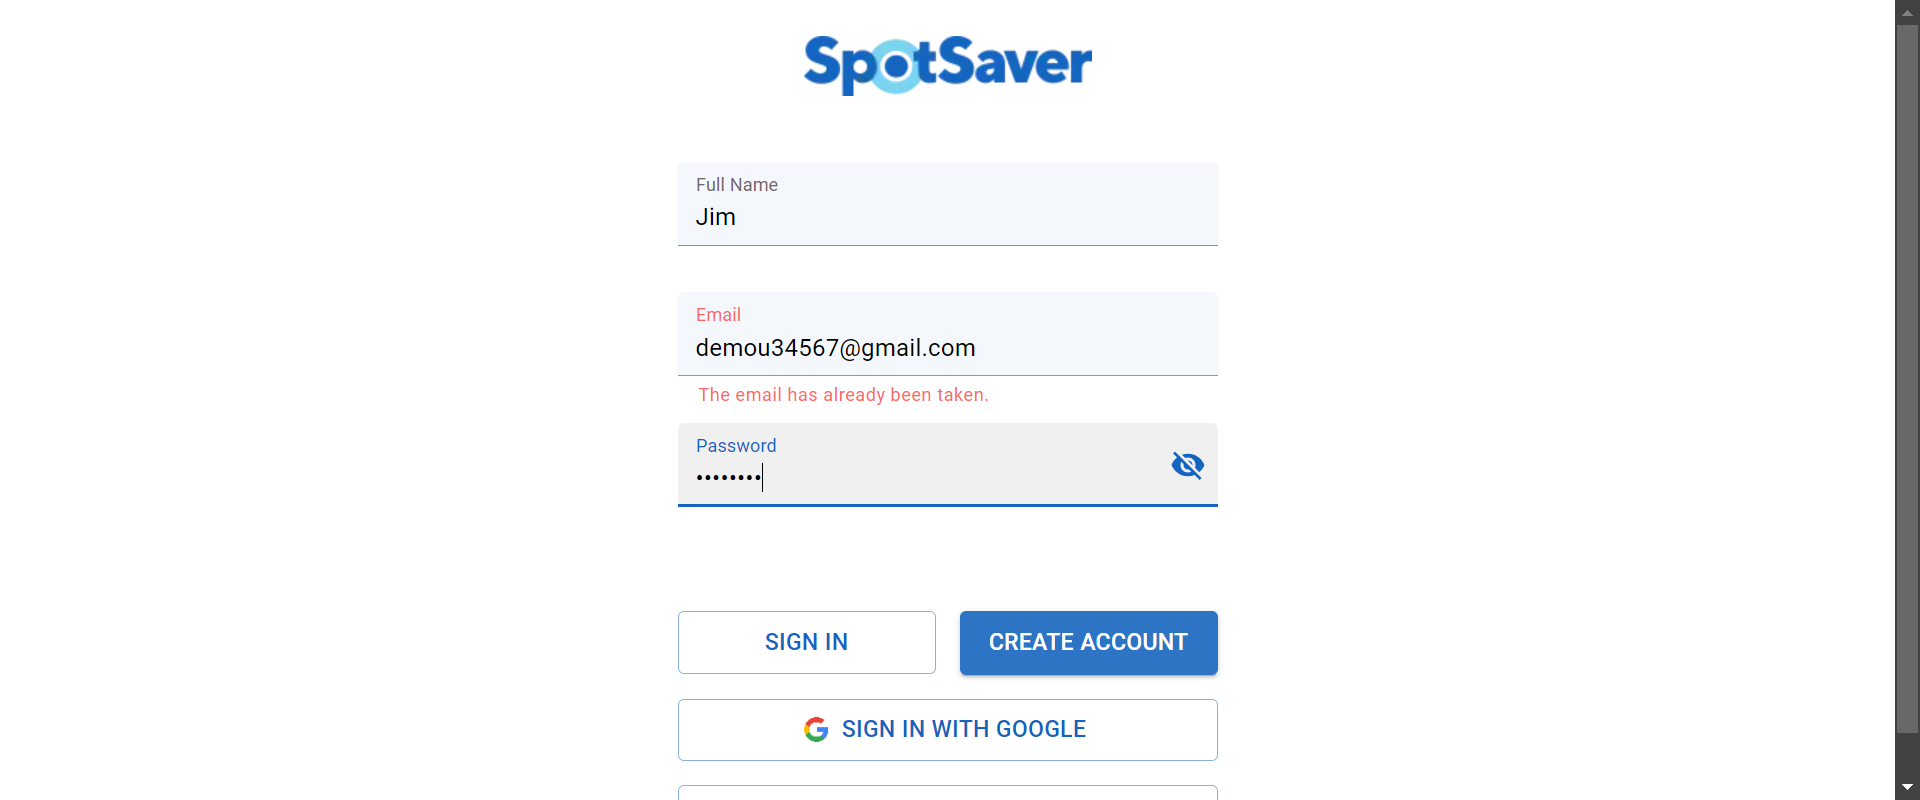 SpotSaver
Full Name
Jim
Email
demou34567@gmail.com
The email has already been taken.
Password
••••••••
SIGN IN
CREATE ACCOUNT
SIGN IN WITH GOOGLE